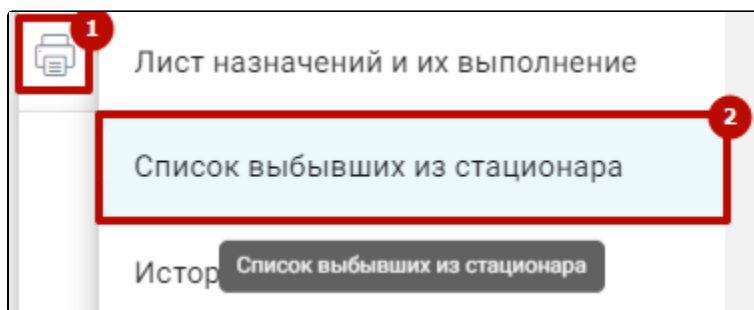 1
Лист назначений и их выполнение
2
Список выбывших из стационара
Истор
Список выбывших из стационара